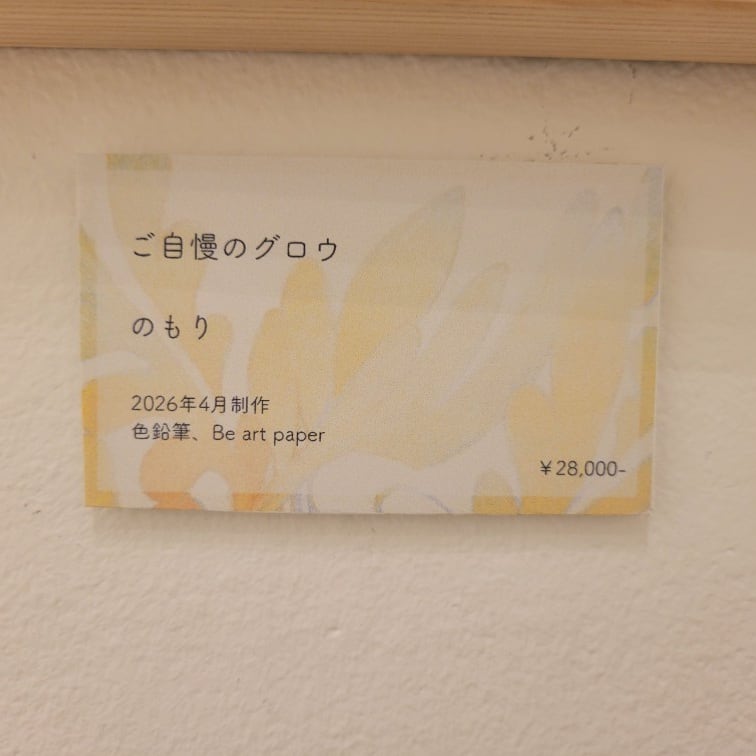 ご自慢のグロウ
のもり
2026年4月制作
色鉛筆、Be art paper
￥28,000-